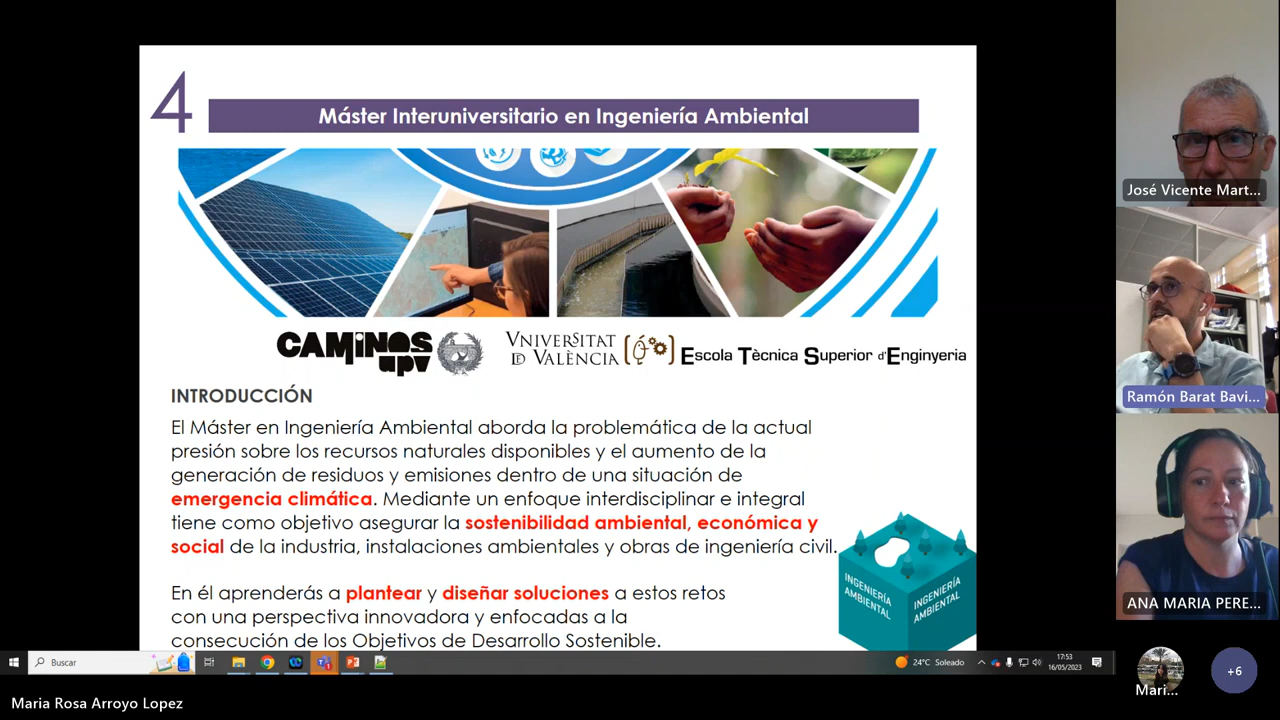 4
Máster Interuniversitario en Ingeniería Ambiental
CAMINOS
upv
VNIVERSITAT
D VALÈNCIA
Escola Tècnica Superior d'Enginyeria
INTRODUCCIÓN
El Máster en Ingeniería Ambiental aborda la problemática de la actual
presión sobre los recursos naturales disponibles y el aumento de la
generación de residuos y emisiones dentro de una situación de
emergencia climática. Mediante un enfoque interdisciplinar e integral
tiene como objetivo asegurar la sostenibilidad ambiental, económica y
social de la industria, instalaciones ambientales y obras de ingeniería civil.
En él aprenderás a plantear y diseñar soluciones a estos retos
con una perspectiva innovadora y enfocadas a la
consecución de los Objetivos de Desarrollo Sostenible.
INGENIERÍA
AMBIENTAL
INGENIERÍA
AMBIENTAL
José Vicente Mart...
Ramón Barat Bavi...
ANA MARIA PERE...
Mari...
+6
Buscar
24°C Soleado
17:53
16/05/2023
Maria Rosa Arroyo Lopez